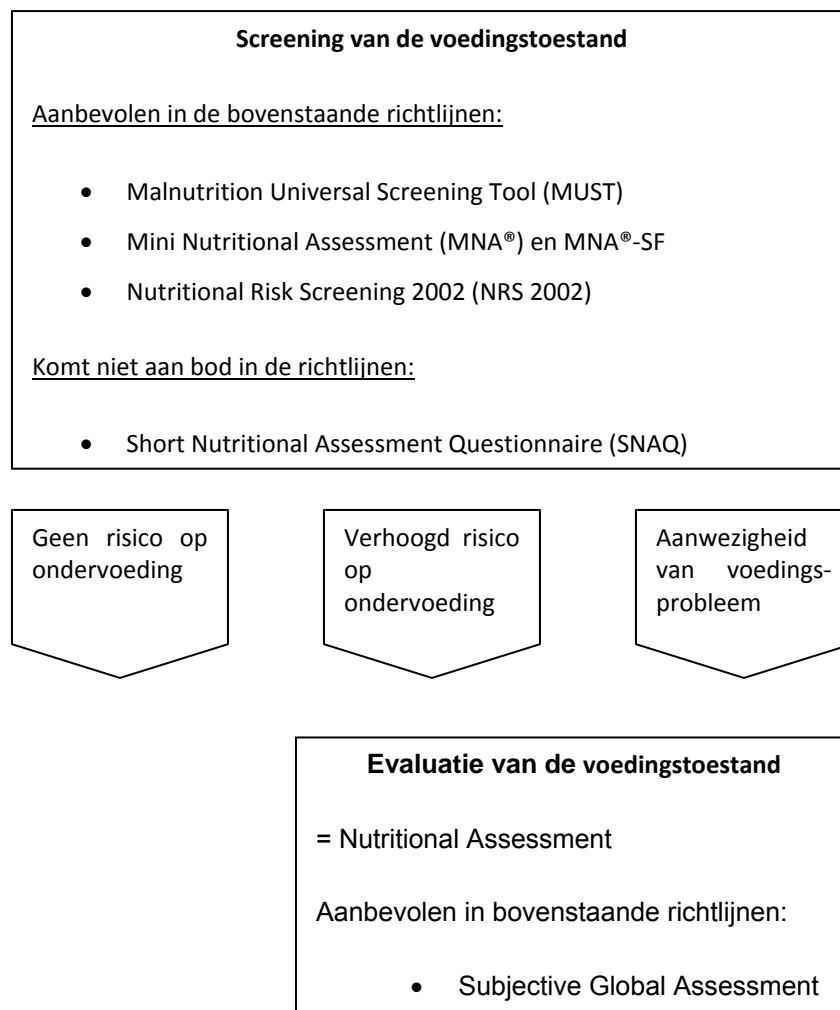 Screening van de voedingstoestand
Aanbevolen in de bovenstaande richtlijnen:
• Malnutrition Universal Screening Tool (MUST)
• Mini Nutritional Assessment (MNA®) en MNA®-SF
• Nutritional Risk Screening 2002 (NRS 2002)
Komt niet aan bod in de richtlijnen:
• Short Nutritional Assessment Questionnaire (SNAQ)
Geen risico op
ondervoeding
Verhoogd risico
op
ondervoeding
Aanwezigheid
van voedings-
probleem
Evaluatie van de voedingstoestand
= Nutritional Assessment
Aanbevolen in bovenstaande richtlijnen:
• Subjective Global Assessment